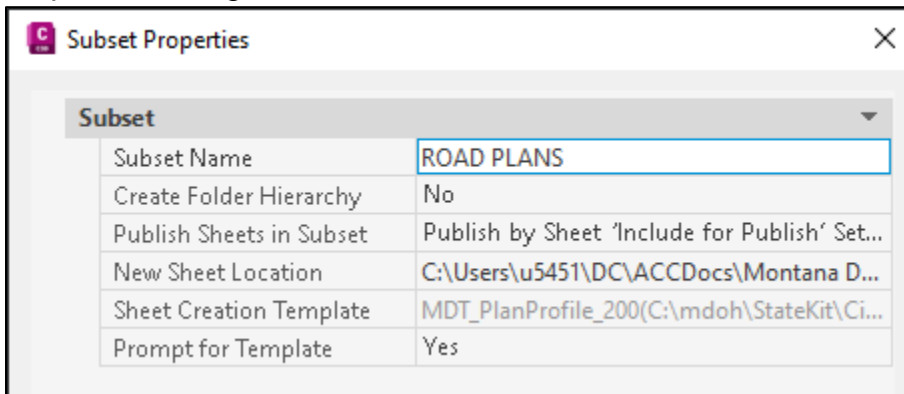 Subset Properties
Subset
Subset Name ROAD PLANS
Create Folder Hierarchy No
Publish Sheets in Subset Publish by Sheet 'Include for Publish' Set...
New Sheet Location C:\Users\u5451\DC\ACCDocs\Montana D...
Sheet Creation Template MDT_PlanProfile_200(C:\mdoh\StateKit\Ci...
Prompt for Template Yes